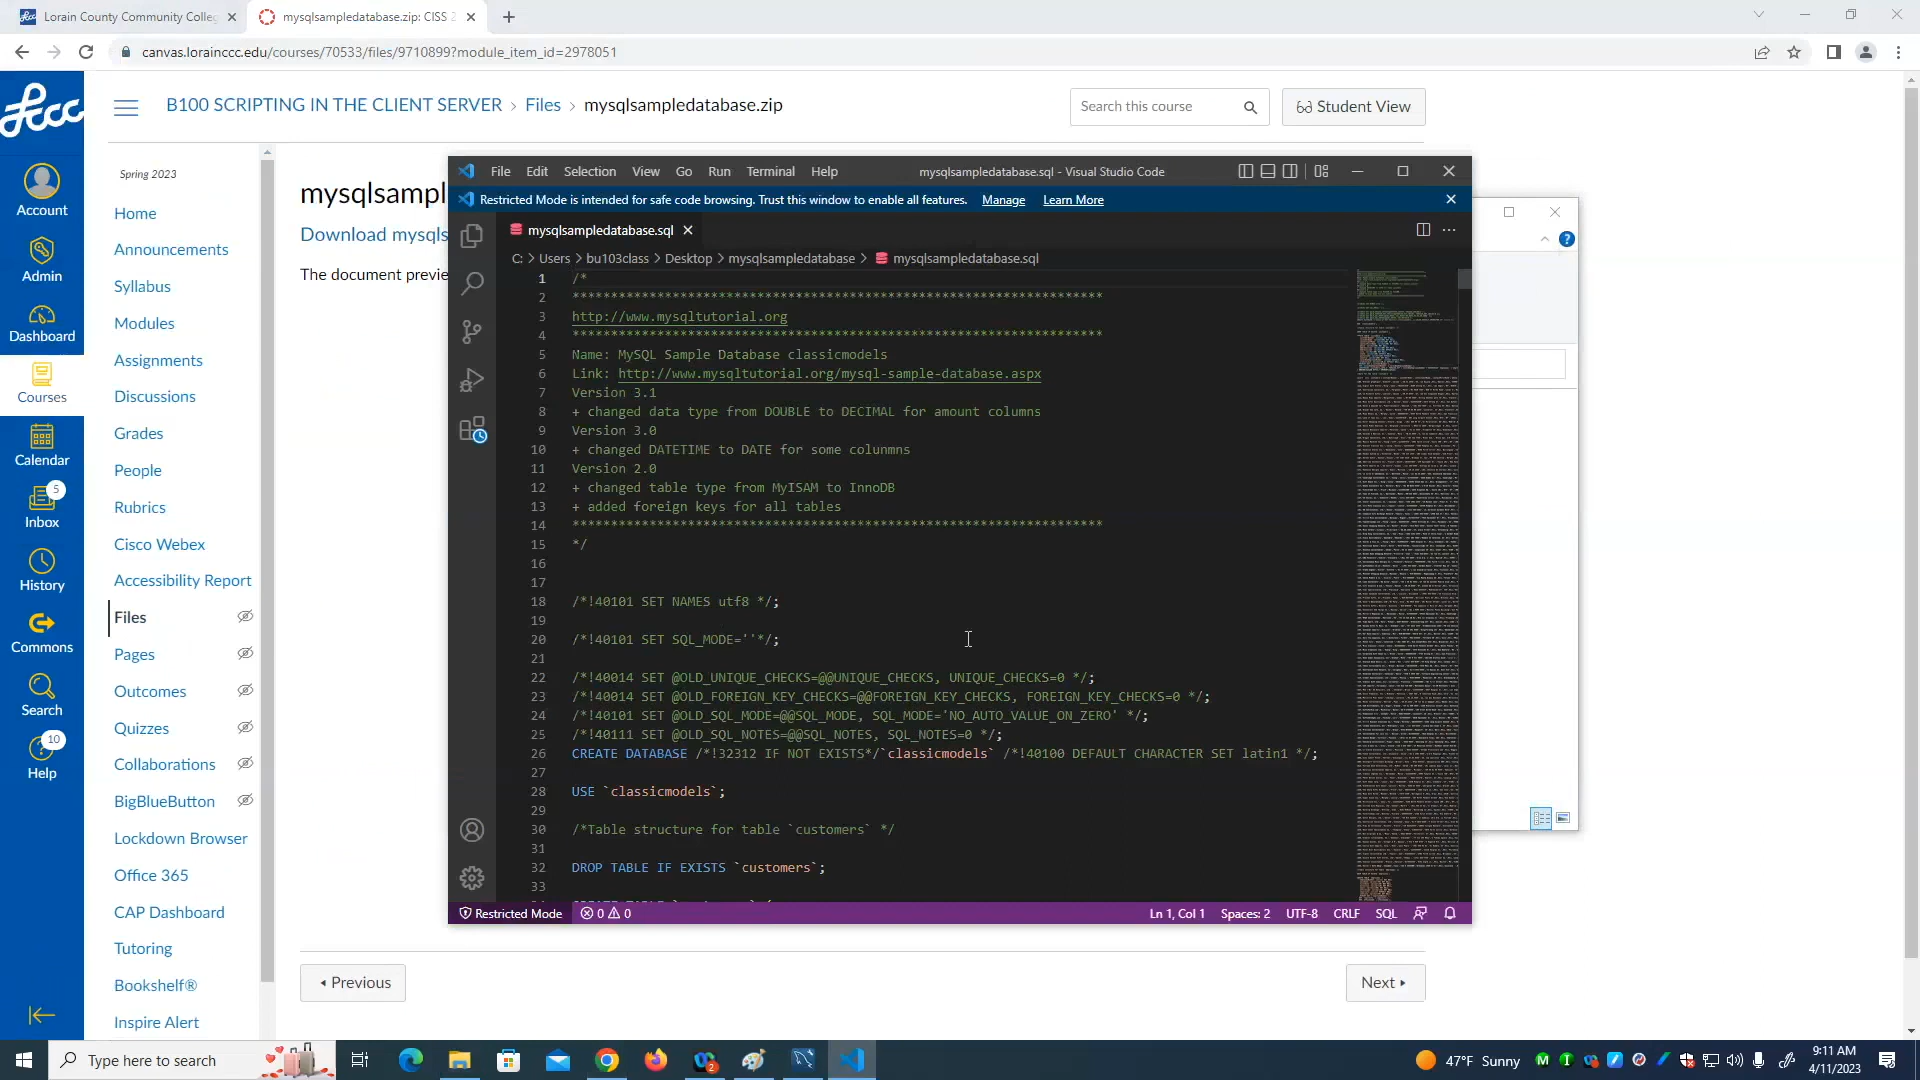 Lorain County Community Colleg
mysqlsampledatabase.zip: CISS 2
canvas.lorainccc.edu/courses/70533/files/9710899?module_item_id=2978051
lccc
B100 SCRIPTING IN THE CLIENT SERVER > Files > mysqlsampledatabase.zip
Search this course
Student View
Account
Admin
Dashboard
Courses
Calendar
5
Inbox
History
Commons
Search
10
Help
Spring 2023
Home
Announcements
Syllabus
Modules
Assignments
Discussions
Grades
People
Rubrics
Cisco Webex
Accessibility Report
Files
Pages
Outcomes
Quizzes
Collaborations
BigBlueButton
Lockdown Browser
Office 365
CAP Dashboard
Tutoring
Bookshelf®
Inspire Alert
mysqlsampl
Download mysqls
The document previe
File Edit Selection View Go Run Terminal Help
mysqlsampledatabase.sql - Visual Studio Code
Restricted Mode is intended for safe code browsing. Trust this window to enable all features. Manage Learn More
mysqlsampledatabase.sql
C: > Users > bu103class > Desktop > mysqlsampledatabase > mysqlsampledatabase.sql
1 /*
2 *********************************************************************
3 http://www.mysqltutorial.org
4 *********************************************************************
5 Name: MySQL Sample Database classicmodels
6 Link: http://www.mysqltutorial.org/mysql-sample-database.aspx
7 Version 3.1
8 + changed data type from DOUBLE to DECIMAL for amount columns
9 Version 3.0
10 + changed DATETIME to DATE for some colunmns
11 Version 2.0
12 + changed table type from MyISAM to InnoDB
13 + added foreign keys for all tables
14 *********************************************************************
15 */
16
17
18 /*!40101 SET NAMES utf8 */;
19
20 /*!40101 SET SQL_MODE=''*/;
21
22 /*!40014 SET @OLD_UNIQUE_CHECKS=@@UNIQUE_CHECKS, UNIQUE_CHECKS=0 */;
23 /*!40014 SET @OLD_FOREIGN_KEY_CHECKS=@@FOREIGN_KEY_CHECKS, FOREIGN_KEY_CHECKS=0 */;
24 /*!40101 SET @OLD_SQL_MODE=@@SQL_MODE, SQL_MODE='NO_AUTO_VALUE_ON_ZERO' */;
25 /*!40111 SET @OLD_SQL_NOTES=@@SQL_NOTES, SQL_NOTES=0 */;
26 CREATE DATABASE /*!32312 IF NOT EXISTS*/`classicmodels` /*!40100 DEFAULT CHARACTER SET latin1 */;
27
28 USE `classicmodels`;
29
30 /*Table structure for table `customers` */
31
32 DROP TABLE IF EXISTS `customers`;
33
Restricted Mode 0 0
Ln 1, Col 1 Spaces: 2 UTF-8 CRLF SQL
Previous
Next
Type here to search
2
47°F Sunny
9:11 AM
4/11/2023